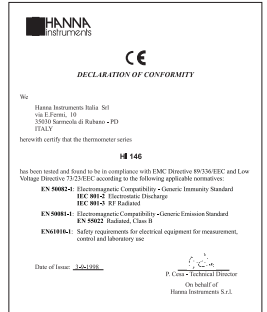 HANNA
instruments
CE
DECLARATION OF CONFORMITY
We
Hanna Instruments Italia Srl
via E.Fermi, 10
35030 Sarmeola di Rubano - PD
ITALY
herewith certify that the thermometer series
HI 146
has been tested and found to be in compliance with EMC Directive 89/336/EEC and Low
Voltage Directive 73/23/EEC according to the following applicable normatives:
EN 50082-1: Electromagnetic Compatibility - Generic Immunity Standard
IEC 801-2 Electrostatic Discharge
IEC 801-3 RF Radiated
EN 50081-1: Electromagnetic Compatibility - Generic Emission Standard
EN 55022 Radiated, Class B
EN61010-1: Safety requirements for electrical equipment for measurement,
control and laboratory use
Date of Issue: 3-9-1998
P. Cesa - Technical Director
On behalf of
Hanna Instruments S.r.l.